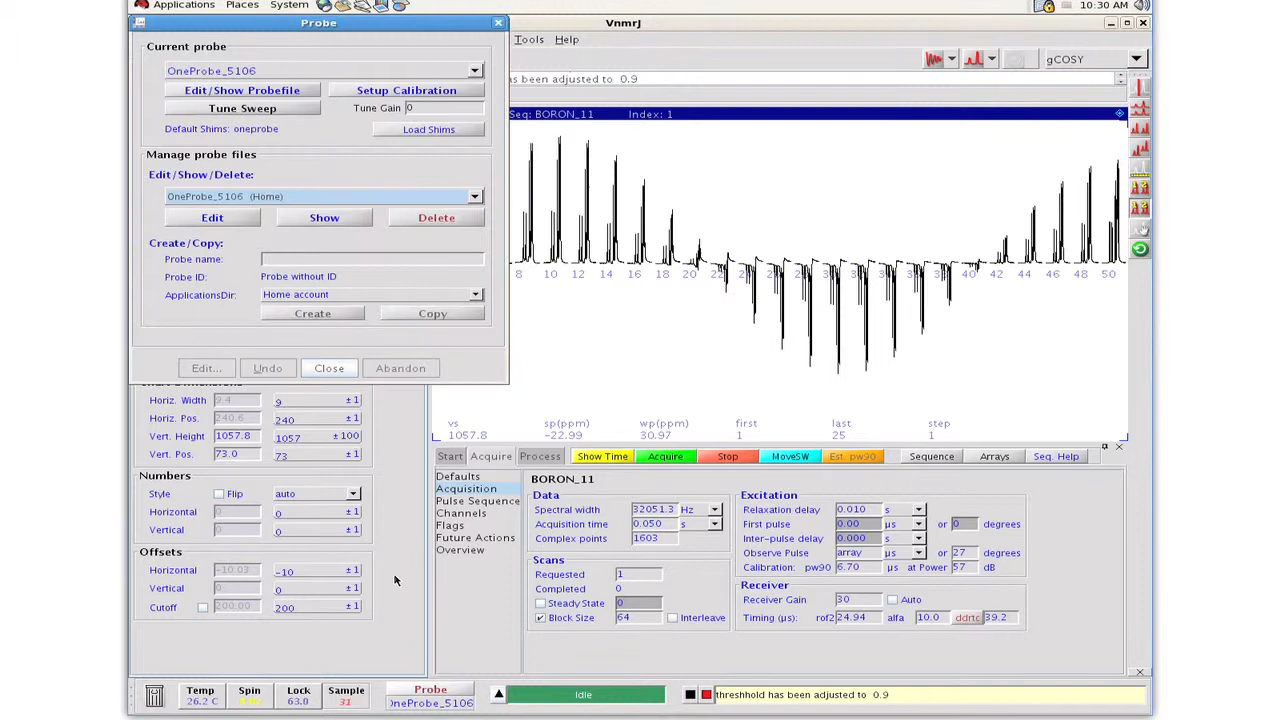 Applications Places System 10:30 AM
Probe
VnmrJ
Tools Help
Current probe
OneProbe_5106
Edit/Show Probefile Setup Calibration
Tune Sweep Tune Gain 0
Default Shims: oneprobe Load Shims
Manage probe files
Edit/Show/Delete:
OneProbe_5106 (Home)
Edit Show Delete
Create/Copy:
Probe name:
Probe ID: Probe without ID
ApplicationsDir: Home account
Create Copy
Edit... Undo Close Abandon
gCOSY
as been adjusted to 0.9
Seq: BORON_11 Index: 1
8 10 12 14 16 18 20 22 24 26 28 30 32 34 36 38 40 42 44 46 48 50
vs sp(ppm) wp(ppm) first last step
1057.8 -22.99 30.97 1 25 1
Horiz. Width 9.4 9 ±1
Horiz. Pos. 240.6 240 ±1
Vert. Height 1057.8 1057 ±100
Vert. Pos. 73.0 73 ±1
Numbers
Style Flip auto
Horizontal 0 0 ±1
Vertical 0 0 ±1
Offsets
Horizontal -10.03 -10 ±1
Vertical 0 0 ±1
Cutoff 200.00 200 ±1
Start Acquire Process Show Time Acquire Stop MoveSW Est. pw90 Sequence Arrays Seq. Help
Defaults
Acquisition
Pulse Sequence
Channels
Flags
Future Actions
Overview
BORON_11
Data
Spectral width 32051.3 Hz
Acquisition time 0.050 s
Complex points 1603
Scans
Requested 1
Completed 0
Steady State 0
Block Size 64 Interleave
Excitation
Relaxation delay 0.010 s
First pulse 0.00 µs or 0 degrees
Inter-pulse delay 0.000 s
Observe Pulse array µs or 27 degrees
Calibration: pw90 6.70 µs at Power 57 dB
Receiver
Receiver Gain 30 Auto
Timing (µs): rof2 24.94 alfa 10.0 ddrtc 39.2
Temp Spin Lock Sample Probe
26.2 C 63.0 31 OneProbe_5106
Idle
threshhold has been adjusted to 0.9